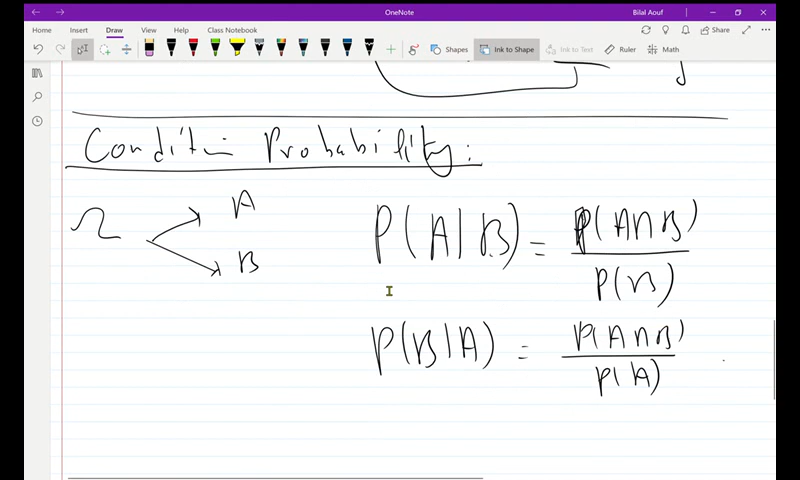 OneNote
Bilal Aouf
Home Insert Draw View Help Class Notebook
Share
Shapes Ink to Shape Ink to Text Ruler Math
Conditi- Probability:
Ω A
B
P(A|B) = P(A∩B) / P(B)
P(B|A) = P(A∩B) / P(A)